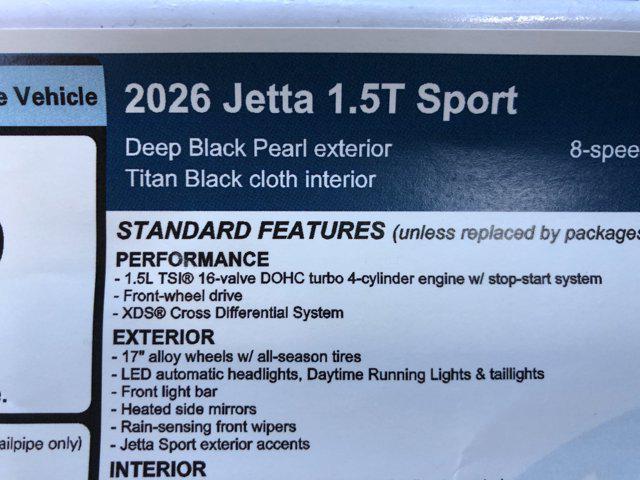 e Vehicle
2026 Jetta 1.5T Sport
Deep Black Pearl exterior 8-spee
Titan Black cloth interior
STANDARD FEATURES (unless replaced by packages
PERFORMANCE
- 1.5L TSI® 16-valve DOHC turbo 4-cylinder engine w/ stop-start system
- Front-wheel drive
- XDS® Cross Differential System
EXTERIOR
- 17" alloy wheels w/ all-season tires
- LED automatic headlights, Daytime Running Lights & taillights
- Front light bar
- Heated side mirrors
- Rain-sensing front wipers
- Jetta Sport exterior accents
ailpipe only)
INTERIOR